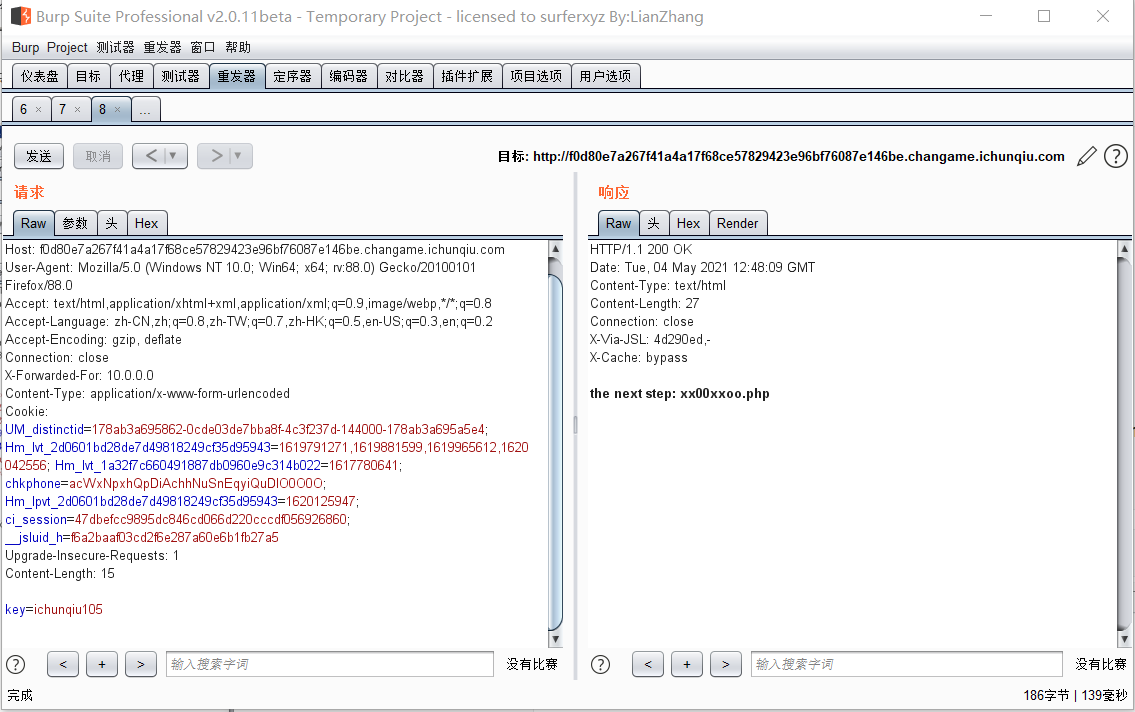 Burp Suite Professional v2.0.11beta - Temporary Project - licensed to surferxyz By:LianZhang
Burp Project 测试器 重发器 窗口 帮助
仪表盘 目标 代理 测试器 重发器 定序器 编码器 对比器 插件扩展 项目选项 用户选项
6 × 7 × 8 × ...
发送 取消 < ▼ > ▼ 目标: http://f0d80e7a267f41a4a17f68ce57829423e96bf76087e146be.changame.ichunqiu.com ?
请求
Raw 参数 头 Hex
Host: f0d80e7a267f41a4a17f68ce57829423e96bf76087e146be.changame.ichunqiu.com
User-Agent: Mozilla/5.0 (Windows NT 10.0; Win64; x64; rv:88.0) Gecko/20100101
Firefox/88.0
Accept: text/html,application/xhtml+xml,application/xml;q=0.9,image/webp,*/*;q=0.8
Accept-Language: zh-CN,zh;q=0.8,zh-TW;q=0.7,zh-HK;q=0.5,en-US;q=0.3,en;q=0.2
Accept-Encoding: gzip, deflate
Connection: close
X-Forwarded-For: 10.0.0.0
Content-Type: application/x-www-form-urlencoded
Cookie:
UM_distinctid=178ab3a695862-0cde03de7bba8f-4c3f237d-144000-178ab3a695a5e4;
Hm_lvt_2d0601bd28de7d49818249cf35d95943=1619791271,1619881599,1619965612,1620
042556; Hm_lvt_1a32f7c660491887db0960e9c314b022=1617780641;
chkphone=acWxNpxhQpDiAchhNuSnEqyiQuDIO0O0O;
Hm_lpvt_2d0601bd28de7d49818249cf35d95943=1620125947;
ci_session=47dbefcc9895dc846cd066d220cccdf056926860;
__jsluid_h=f6a2baaf03cd2f6e287a60e6b1fb27a5
Upgrade-Insecure-Requests: 1
Content-Length: 15
key=ichunqiu105
? < + > 输入搜索字词 没有比赛
响应
Raw 头 Hex Render
HTTP/1.1 200 OK
Date: Tue, 04 May 2021 12:48:09 GMT
Content-Type: text/html
Content-Length: 27
Connection: close
X-Via-JSL: 4d290ed,-
X-Cache: bypass
the next step: xx00xxoo.php
? < + > 输入搜索字词 没有比赛
完成 186字节 | 139毫秒